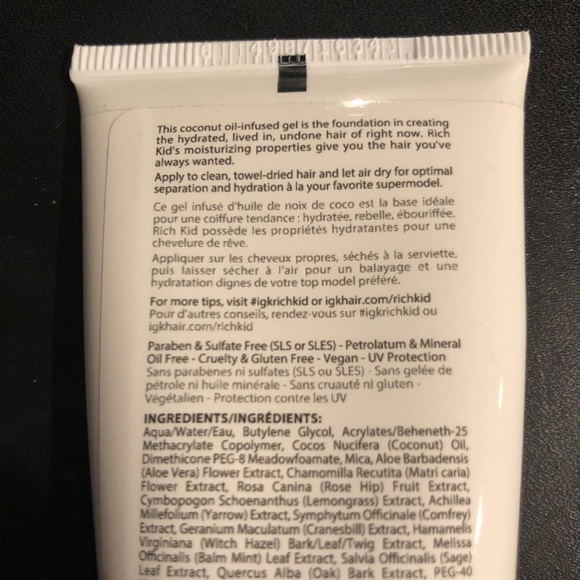 This coconut oil-infused gel is the foundation in creating
the hydrated, lived in, undone hair of right now. Rich
Kid's moisturizing properties give you the hair you've
always wanted.
Apply to clean, towel-dried hair and let air dry for optimal
separation and hydration à la your favorite supermodel.
Ce gel infusé d'huile de noix de coco est la base idéale
pour une coiffure tendance : hydratée, rebelle, ébouriffée.
Rich Kid possède les propriétés hydratantes pour une
chevelure de rêve.
Appliquer sur les cheveux propres, séchés à la serviette,
puis laisser sécher à l'air pour un balayage et une
hydratation dignes de votre top model préféré.
For more tips, visit #igkrichkid or igkhair.com/richkid
Pour d'autres conseils, rendez-vous sur #igkrichkid ou
igkhair.com/richkid
Paraben & Sulfate Free (SLS or SLES) - Petrolatum & Mineral
Oil Free - Cruelty & Gluten Free - Vegan - UV Protection
Sans parabenes ni sulfates (SLS ou SLES) - Sans gelée de
pétrole ni huile minérale - Sans cruauté ni gluten -
Végétalien - Protection contre les UV
INGREDIENTS/INGRÉDIENTS:
Aqua/Water/Eau, Butylene Glycol, Acrylates/Beheneth-25
Methacrylate Copolymer, Cocos Nucifera (Coconut) Oil,
Dimethicone PEG-8 Meadowfoamate, Mica, Aloe Barbadensis
(Aloe Vera) Flower Extract, Chamomilla Recutita (Matri caria)
Flower Extract, Rosa Canina (Rose Hip) Fruit Extract,
Cymbopogon Schoenanthus (Lemongrass) Extract, Achillea
Millefolium (Yarrow) Extract, Symphytum Officinale (Comfrey)
Extract, Geranium Maculatum (Cranesbill) Extract, Hamamelis
Virginiana (Witch Hazel) Bark/Leaf/Twig Extract, Melissa
Officinalis (Balm Mint) Leaf Extract, Salvia Officinalis (Sage)
Leaf Extract, Quercus Alba (Oak) Bark Extract, PEG-40